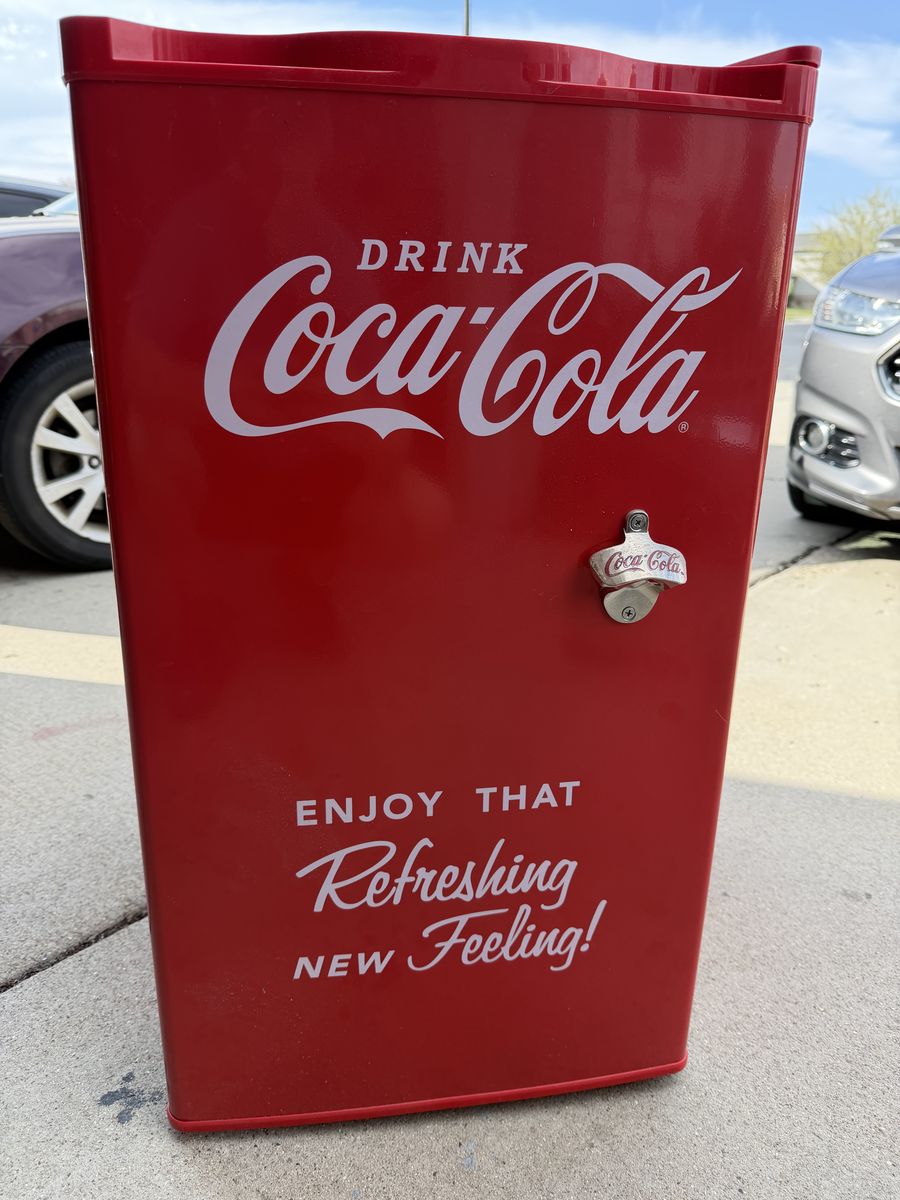 DRINK
Coca-Cola
®
Coca-Cola
ENJOY THAT
Refreshing
NEW Feeling!